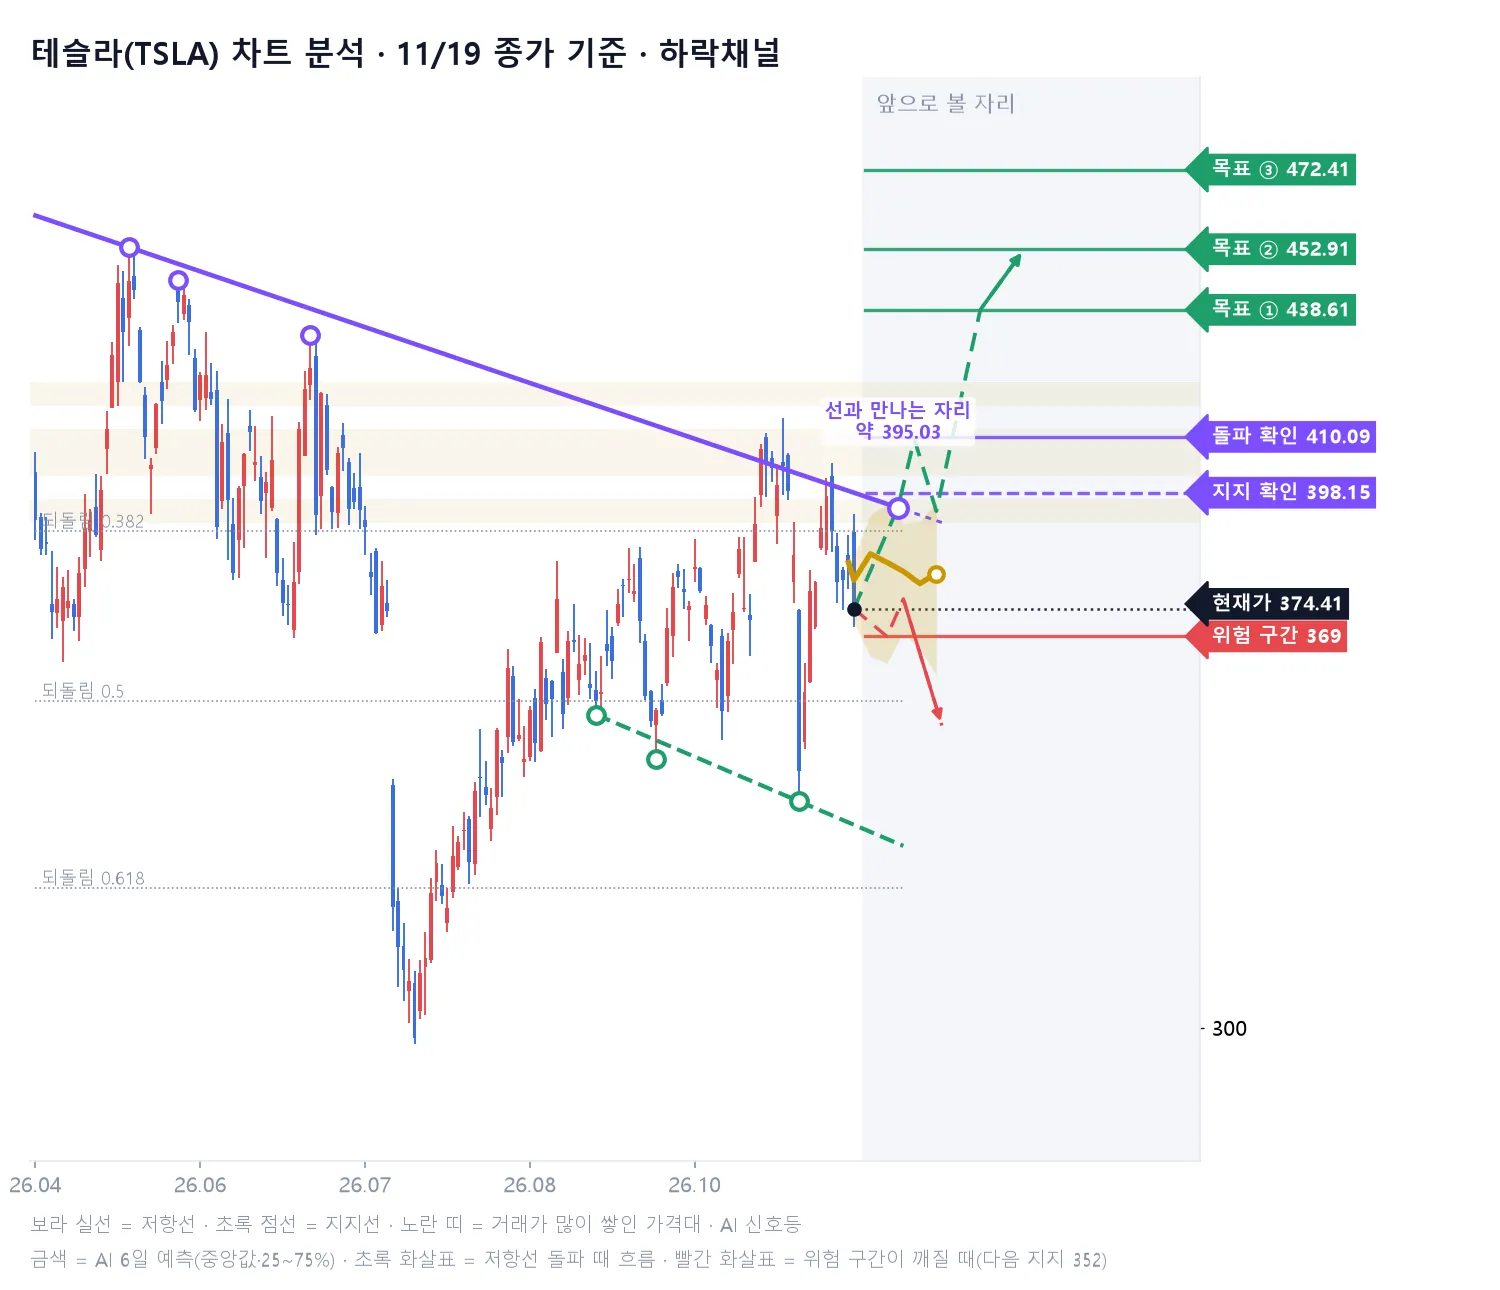 테슬라(TSLA) 차트 분석 · 11/19 종가 기준 · 하락채널
앞으로 볼 자리
목표 ③ 472.41
목표 ② 452.91
목표 ① 438.61
선과 만나는 자리
약 395.03
돌파 확인 410.09
지지 확인 398.15
되돌림 0.382
현재가 374.41
위험 구간 369
되돌림 0.5
되돌림 0.618
300
26.04 26.06 26.07 26.08 26.10
보라 실선 = 저항선 · 초록 점선 = 지지선 · 노란 띠 = 거래가 많이 쌓인 가격대 · AI 신호등
금색 = AI 6일 예측(중앙값·25~75%) · 초록 화살표 = 저항선 돌파 때 흐름 · 빨간 화살표 = 위험 구간이 깨질 때(다음 지지 352)